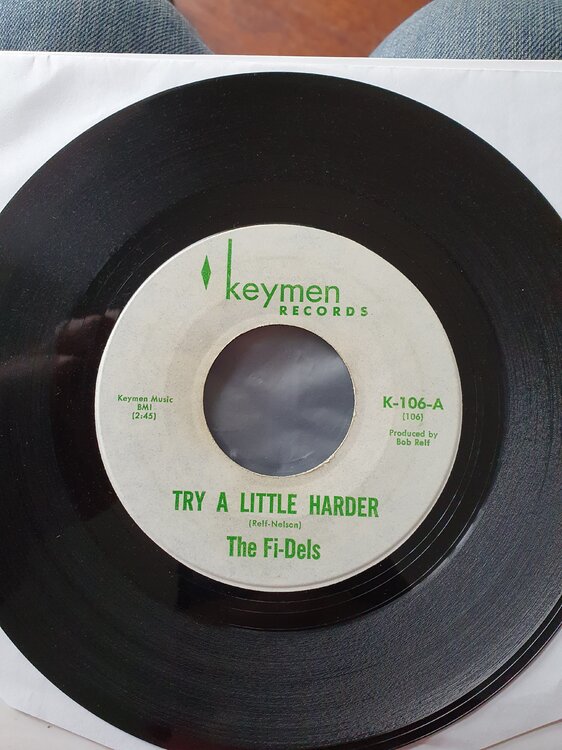 keymen
RECORDS
Keymen Music
BMI
(2:45)
K-106-A
(106)
Produced by
Bob Relf
TRY A LITTLE HARDER
(Relf-Nelson)
The Fi-Dels